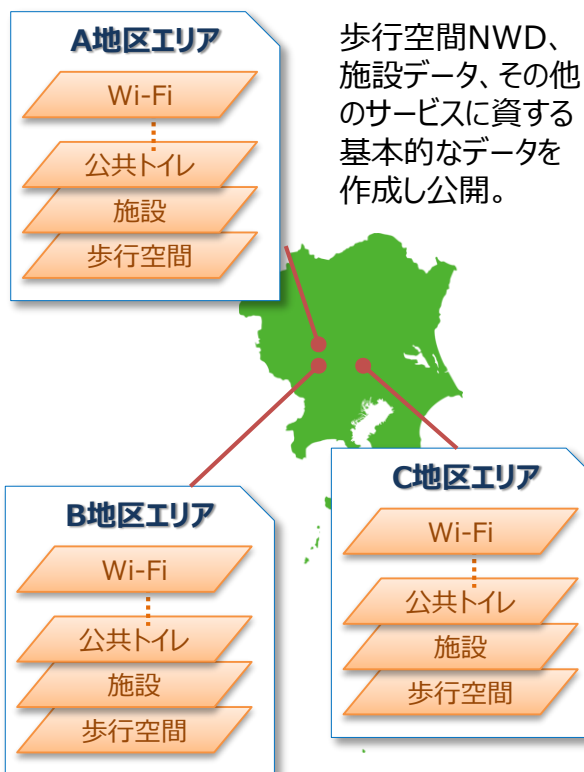 A地区エリア
Wi-Fi
公共トイレ
施設
歩行空間
歩行空間NWD、
施設データ、その他
のサービスに資する
基本的なデータを
作成し公開。
B地区エリア
Wi-Fi
公共トイレ
施設
歩行空間
C地区エリア
Wi-Fi
公共トイレ
施設
歩行空間